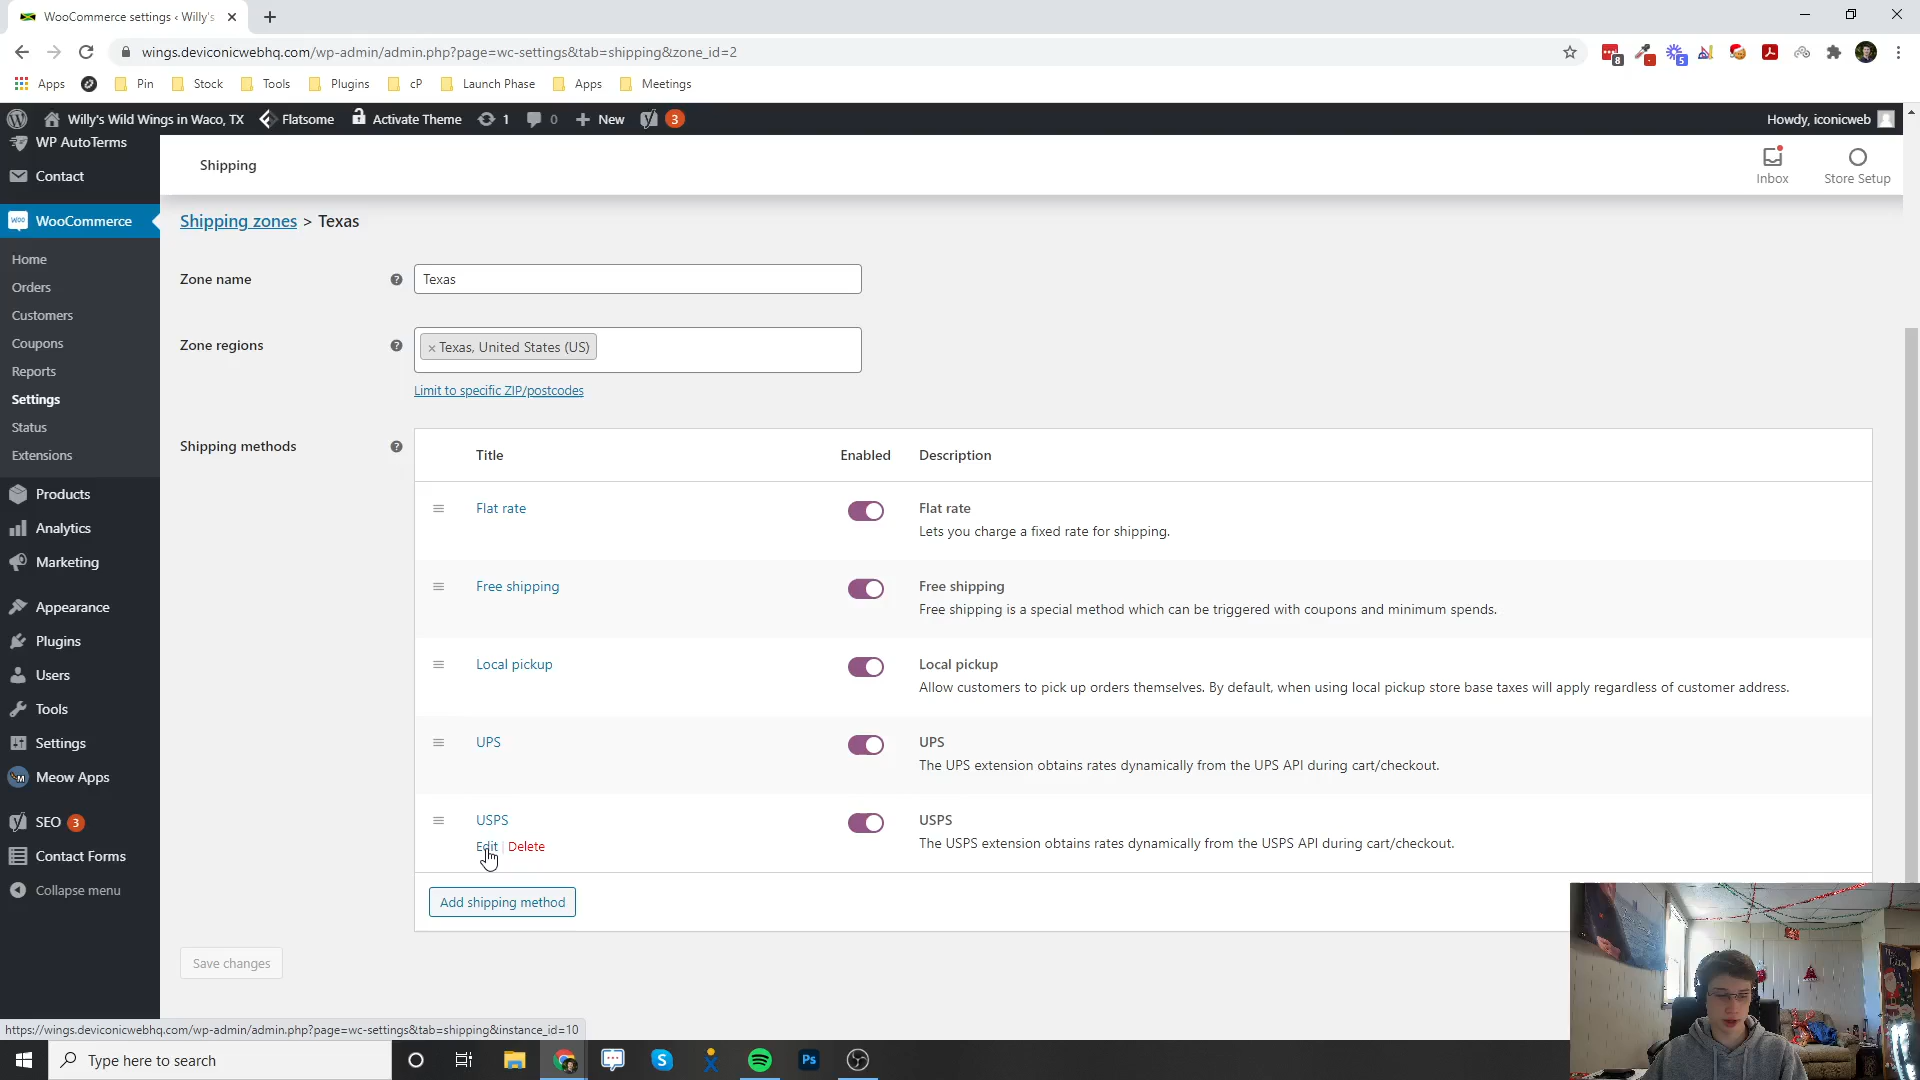 WooCommerce settings ‹ Willy's
wings.deviconicwebhq.com/wp-admin/admin.php?page=wc-settings&tab=shipping&zone_id=2
8
5
Apps
Pin
Stock
Tools
Plugins
cP
Launch Phase
Apps
Meetings
Willy's Wild Wings in Waco, TX
Flatsome
Activate Theme
1
0
New
3
Howdy, iconicweb
WP AutoTerms
Contact
WooCommerce
Home
Orders
Customers
Coupons
Reports
Settings
Status
Extensions
Products
Analytics
Marketing
Appearance
Plugins
Users
Tools
Settings
Meow Apps
SEO 3
Contact Forms
Collapse menu
Shipping
Inbox
Store Setup
Shipping zones > Texas
Zone name
Texas
Zone regions
× Texas, United States (US)
Limit to specific ZIP/postcodes
Shipping methods
Title Enabled Description
Flat rate
Flat rate
Lets you charge a fixed rate for shipping.
Free shipping
Free shipping
Free shipping is a special method which can be triggered with coupons and minimum spends.
Local pickup
Local pickup
Allow customers to pick up orders themselves. By default, when using local pickup store base taxes will apply regardless of customer address.
UPS
UPS
The UPS extension obtains rates dynamically from the UPS API during cart/checkout.
USPS
Edit | Delete
USPS
The USPS extension obtains rates dynamically from the USPS API during cart/checkout.
Add shipping method
Save changes
https://wings.deviconicwebhq.com/wp-admin/admin.php?page=wc-settings&tab=shipping&instance_id=10
Type here to search
Ps